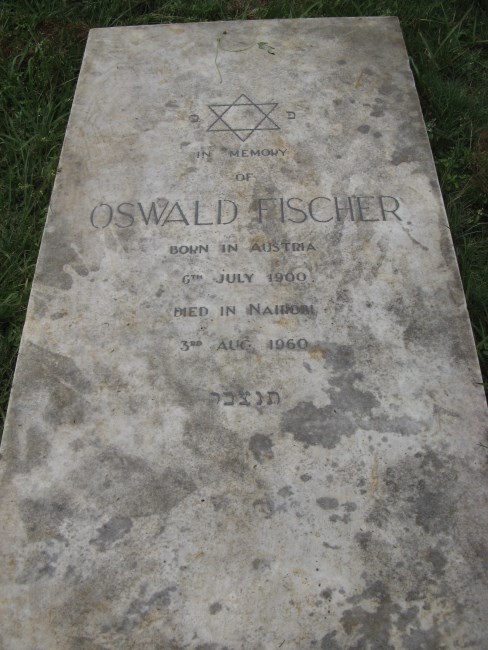 IN MEMORY
OF
OSWALD FISCHER
BORN IN AUSTRIA
6TH JULY 1900
DIED IN NAIROBI
3RD AUG. 1960
תנצבה